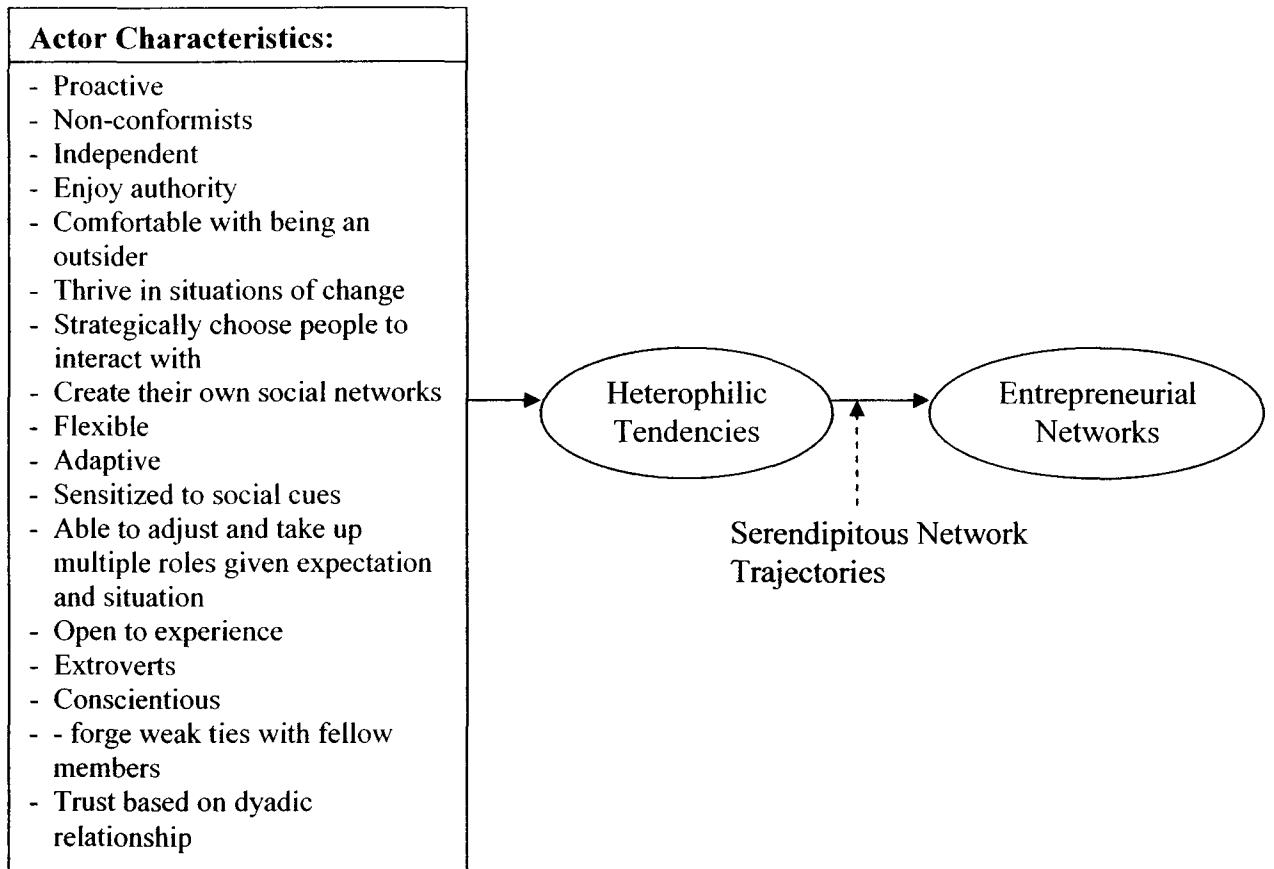 Actor Characteristics:
- Proactive
- Non-conformists
- Independent
- Enjoy authority
- Comfortable with being an
outsider
- Thrive in situations of change
- Strategically choose people to
interact with
- Create their own social networks
- Flexible
- Adaptive
- Sensitized to social cues
- Able to adjust and take up
multiple roles given expectation
and situation
- Open to experience
- Extroverts
- Conscientious
- - forge weak ties with fellow
members
- Trust based on dyadic
relationship
Heterophilic
Tendencies
Entrepreneurial
Networks
Serendipitous Network
Trajectories